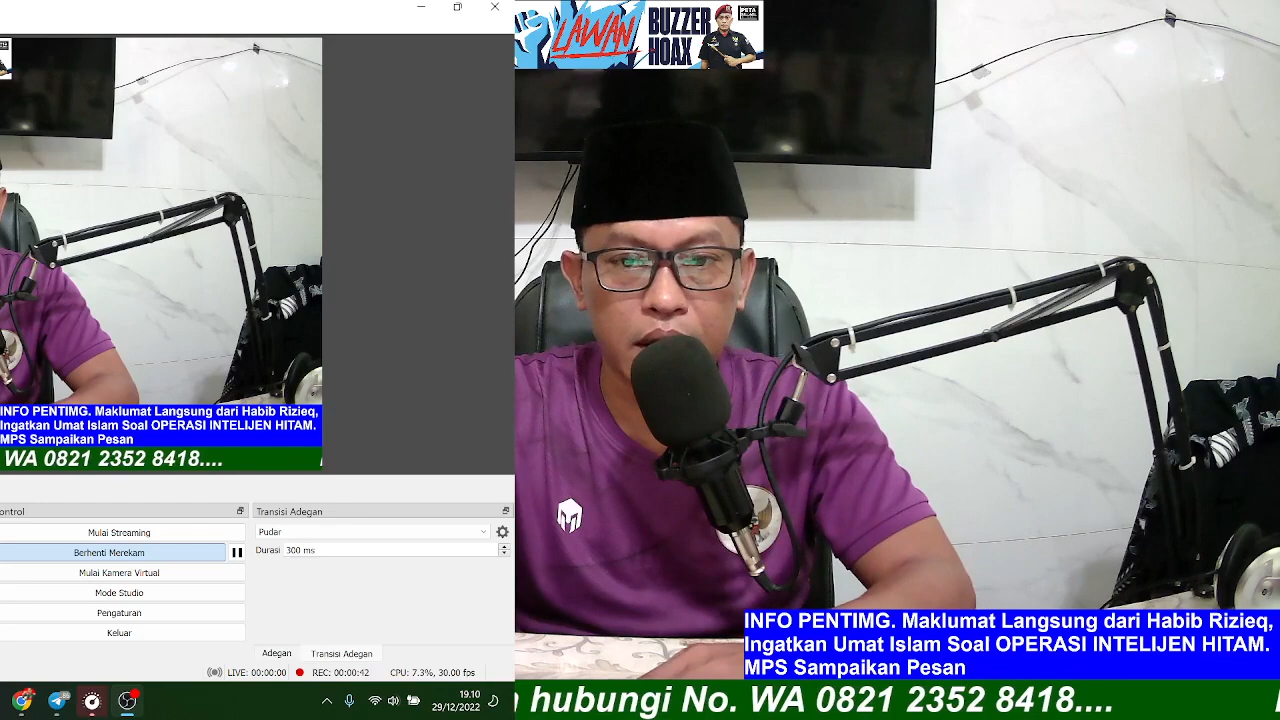 INFO PENTIMG. Maklumat Langsung dari Habib Rizieq,
Ingatkan Umat Islam Soal OPERASI INTELIJEN HITAM.
MPS Sampaikan Pesan
WA 0821 2352 8418....
ontrol
Transisi Adegan
Mulai Streaming
Pudar
Berhenti Merekam
Durasi 300 ms
Mulai Kamera Virtual
Mode Studio
Pengaturan
Keluar
Adegan Transisi Adegan
LIVE: 00:00:00 REC: 00:00:42 CPU: 7.3%, 30.00 fps
19.10
29/12/2022
LAWAN BUZZER
HOAX
PETA
INFO PENTIMG. Maklumat Langsung dari Habib Rizieq,
Ingatkan Umat Islam Soal OPERASI INTELIJEN HITAM.
MPS Sampaikan Pesan
hubungi No. WA 0821 2352 8418....